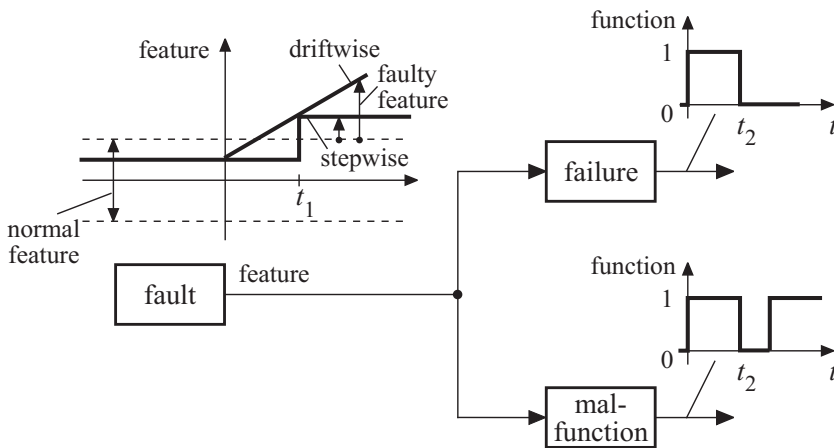 feature
driftwise
faulty
feature
stepwise
t1
normal
feature
fault
feature
function
1
0
t2
t
failure
function
1
0
t2
t
mal-
function